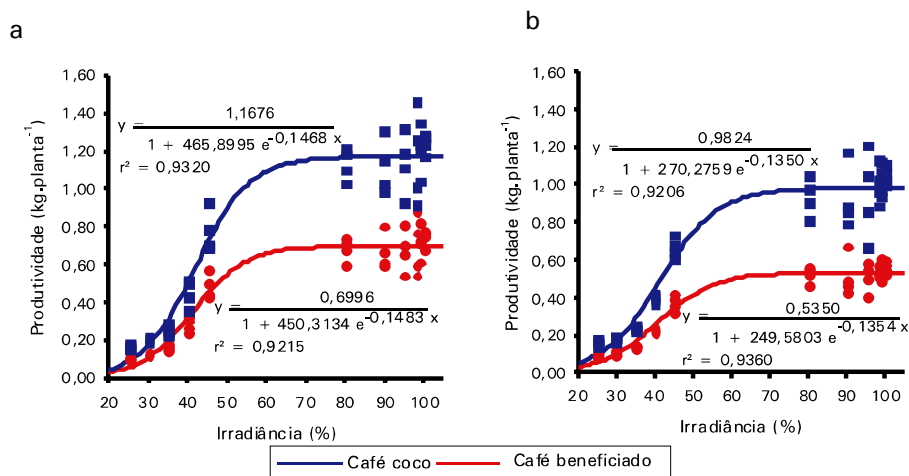 a
Produtividade (kg.planta-1)
1,60
1,40
1,20
1,00
0,80
0,60
0,40
0,20
0,00
y = 1,1676
1 + 465,8995 e-0,1468 x
r² = 0,9320
y = 0,6996
1 + 450,3134 e-0,1483 x
r² = 0,9215
20 30 40 50 60 70 80 90 100
Irradiância (%)
b
Produtividade (kg.planta-1)
1,60
1,40
1,20
1,00
0,80
0,60
0,40
0,20
0,00
y = 0,9824
1 + 270,2759 e-0,1350 x
r² = 0,9206
y = 0,5350
1 + 249,5803 e-0,1354 x
r² = 0,9360
20 30 40 50 60 70 80 90 100
Irradiância (%)
Café coco Café beneficiado